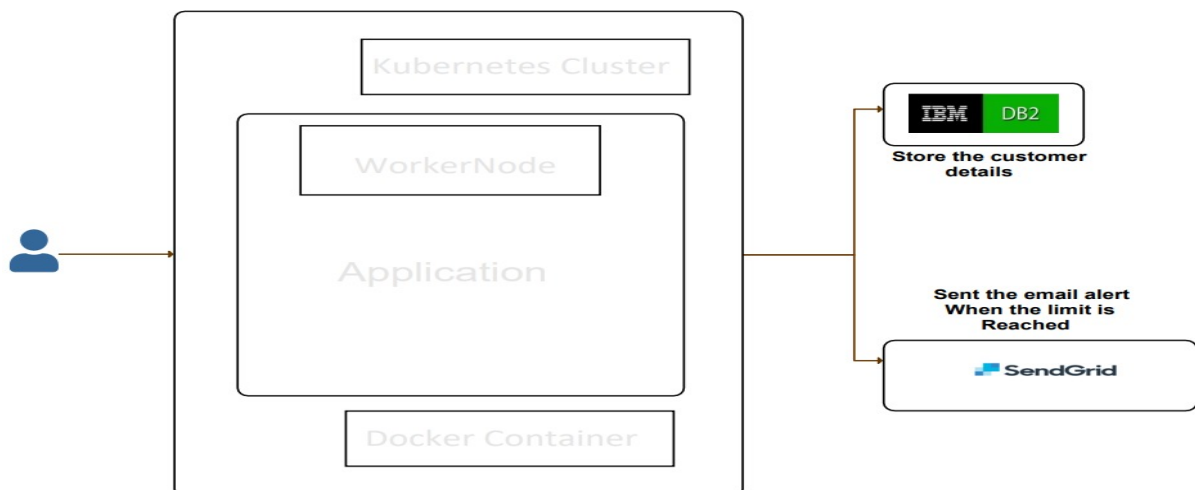 Kubernetes Cluster
WorkerNode
Application
Docker Container
IBM DB2
Store the customer
details
Sent the email alert
When the limit is
Reached
SendGrid